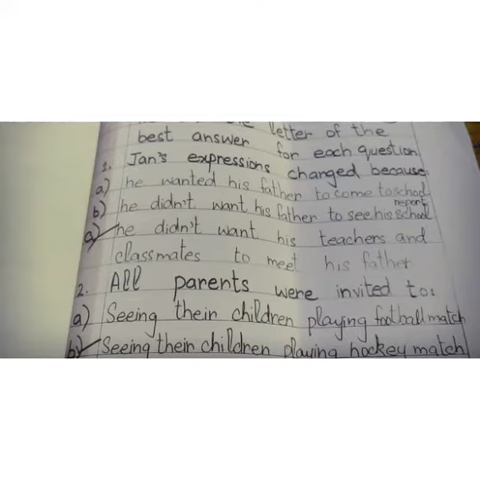 letter of the
best answer for each question
1. Jan's expressions changed because:
a) he wanted his father to come to school
b) he didn't want his father to see his school report
a) he didn't want his teachers and
classmates to meet his father
2. All parents were invited to:
a) Seeing their children playing football match
b) Seeing their children playing hockey match